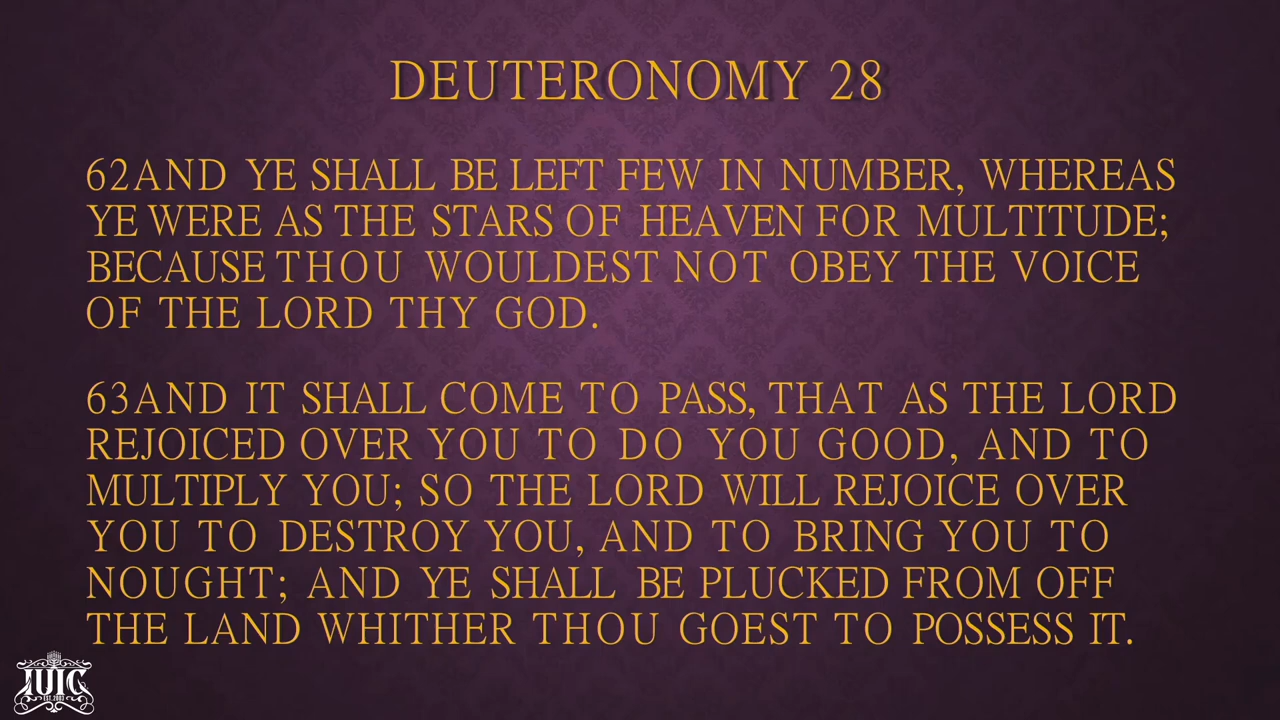 DEUTERONOMY 28
62AND YE SHALL BE LEFT FEW IN NUMBER, WHEREAS
YE WERE AS THE STARS OF HEAVEN FOR MULTITUDE;
BECAUSE THOU WOULDEST NOT OBEY THE VOICE
OF THE LORD THY GOD.
63AND IT SHALL COME TO PASS, THAT AS THE LORD
REJOICED OVER YOU TO DO YOU GOOD, AND TO
MULTIPLY YOU; SO THE LORD WILL REJOICE OVER
YOU TO DESTROY YOU, AND TO BRING YOU TO
NOUGHT; AND YE SHALL BE PLUCKED FROM OFF
THE LAND WHITHER THOU GOEST TO POSSESS IT.
IUIC
EST. 2003